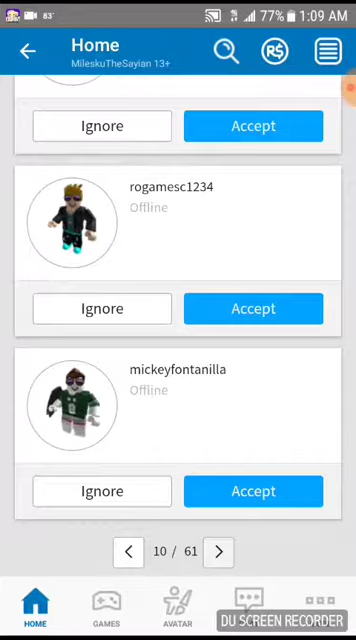 83˚
77%
1:09 AM
Home
MileskuTheSayian 13+
R$
Ignore
Accept
rogamesc1234
Offline
Ignore
Accept
mickeyfontanilla
Offline
Ignore
Accept
10 / 61
HOME
GAMES
AVATAR
DU SCREEN RECORDER